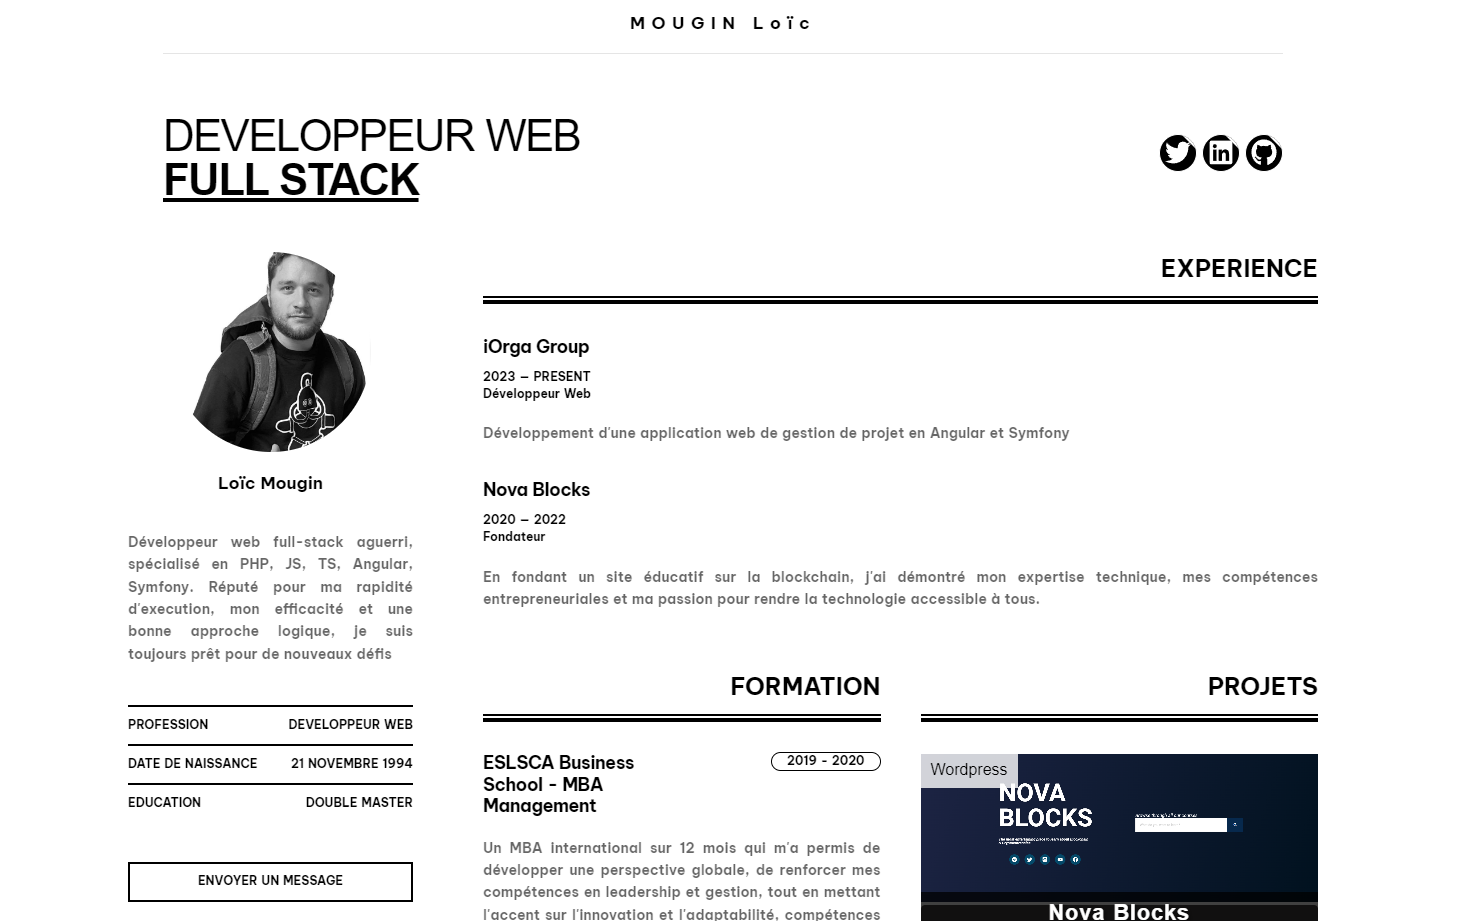 MOUGIN Loïc
DEVELOPPEUR WEB
FULL STACK
Loïc Mougin
Développeur web full-stack aguerri,
spécialisé en PHP, JS, TS, Angular,
Symfony. Réputé pour ma rapidité
d'execution, mon efficacité et une
bonne approche logique, je suis
toujours prêt pour de nouveaux défis
PROFESSION DEVELOPPEUR WEB
DATE DE NAISSANCE 21 NOVEMBRE 1994
EDUCATION DOUBLE MASTER
ENVOYER UN MESSAGE
EXPERIENCE
iOrga Group
2023 – PRESENT
Développeur Web
Développement d'une application web de gestion de projet en Angular et Symfony
Nova Blocks
2020 – 2022
Fondateur
En fondant un site éducatif sur la blockchain, j'ai démontré mon expertise technique, mes compétences
entrepreneuriales et ma passion pour rendre la technologie accessible à tous.
FORMATION
ESLSCA Business
School - MBA
Management
2019 - 2020
Un MBA international sur 12 mois qui m'a permis de
développer une perspective globale, de renforcer mes
compétences en leadership et gestion, tout en mettant
l'accent sur l'innovation et l'adaptabilité, compétences
PROJETS
Wordpress
NOVA
BLOCKS
Nova Blocks